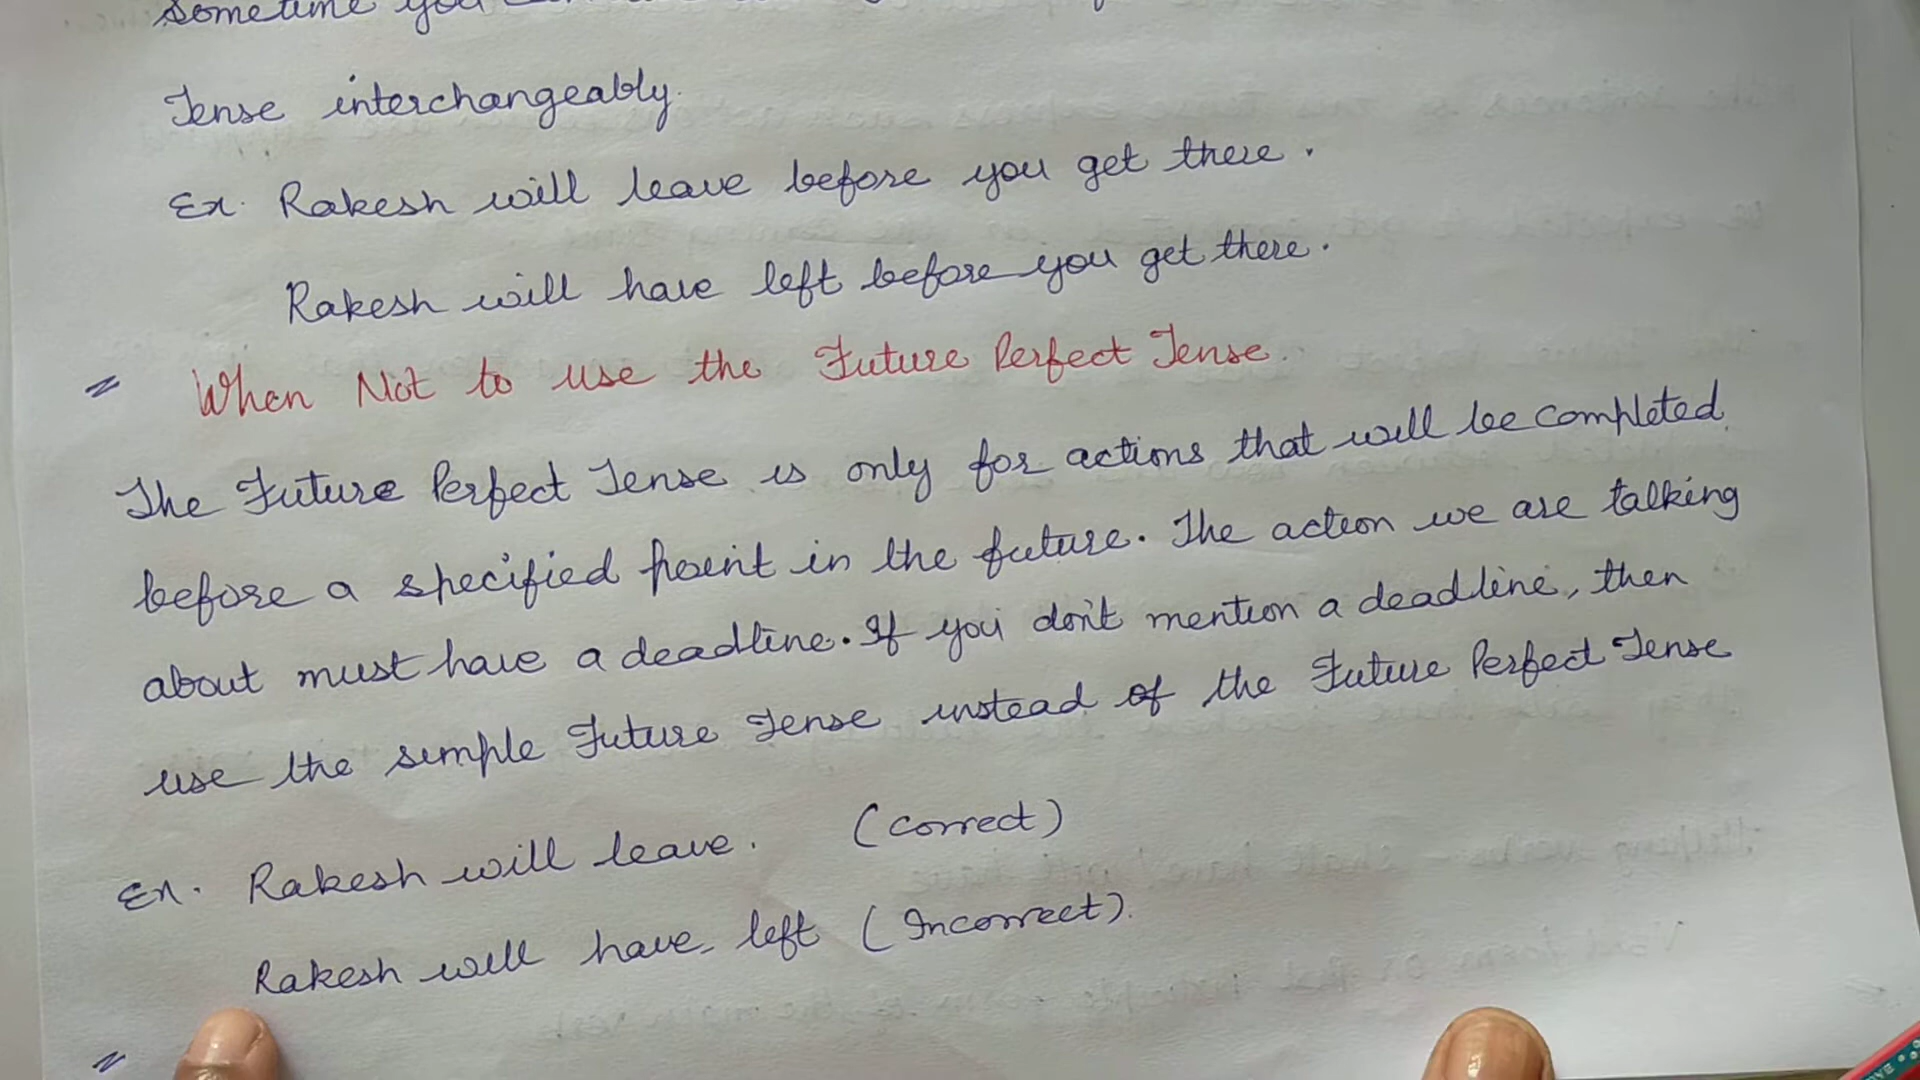 Sometime you can
Tense interchangeably.
Ex. Rakesh will leave before you get there.
Rakesh will have left before you get there.
When Not to use the Future Perfect Tense.
The Future Perfect Tense is only for actions that will be completed
before a specified point in the future. The action we are talking
about must have a deadline. If you don't mention a deadline, then
use the simple Future Tense instead of the Future Perfect Tense
Ex. Rakesh will leave. (correct)
Rakesh will have left (Incorrect).